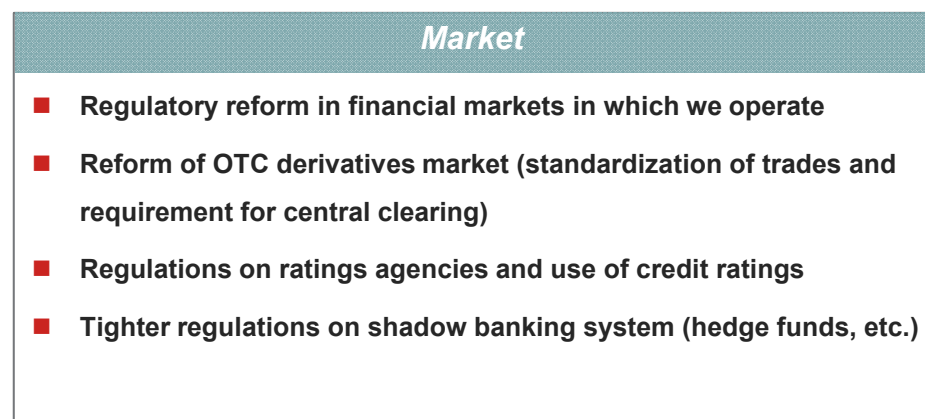 Market
Regulatory reform in financial markets in which we operate
Reform of OTC derivatives market (standardization of trades and
requirement for central clearing)
Regulations on ratings agencies and use of credit ratings
Tighter regulations on shadow banking system (hedge funds, etc.)